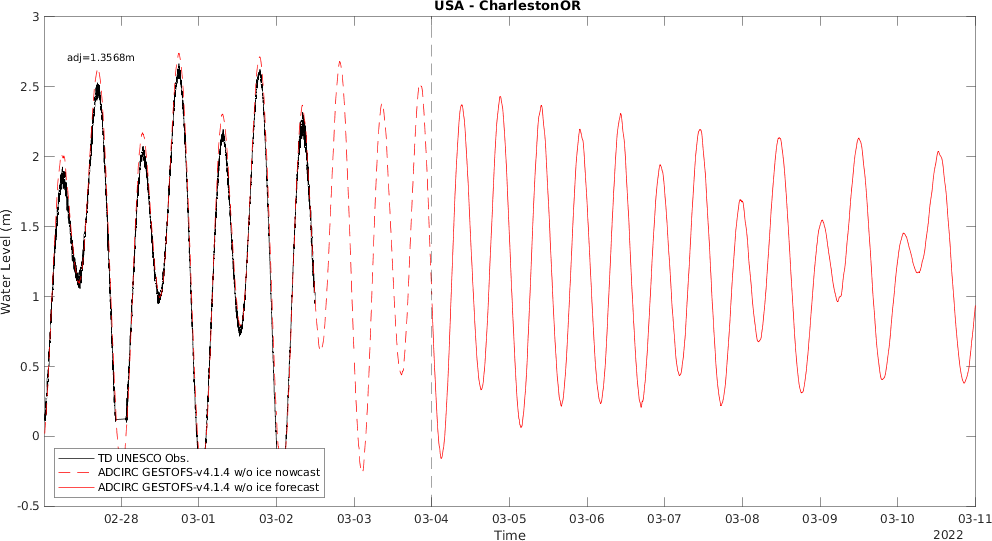 USA - CharlestonOR
adj=1.3568m
3
2.5
2
1.5
1
0.5
0
-0.5
Water Level (m)
TD UNESCO Obs.
ADCIRC GESTOFS-v4.1.4 w/o ice nowcast
ADCIRC GESTOFS-v4.1.4 w/o ice forecast
02-28 03-01 03-02 03-03 03-04 03-05 03-06 03-07 03-08 03-09 03-10 03-11
Time
2022